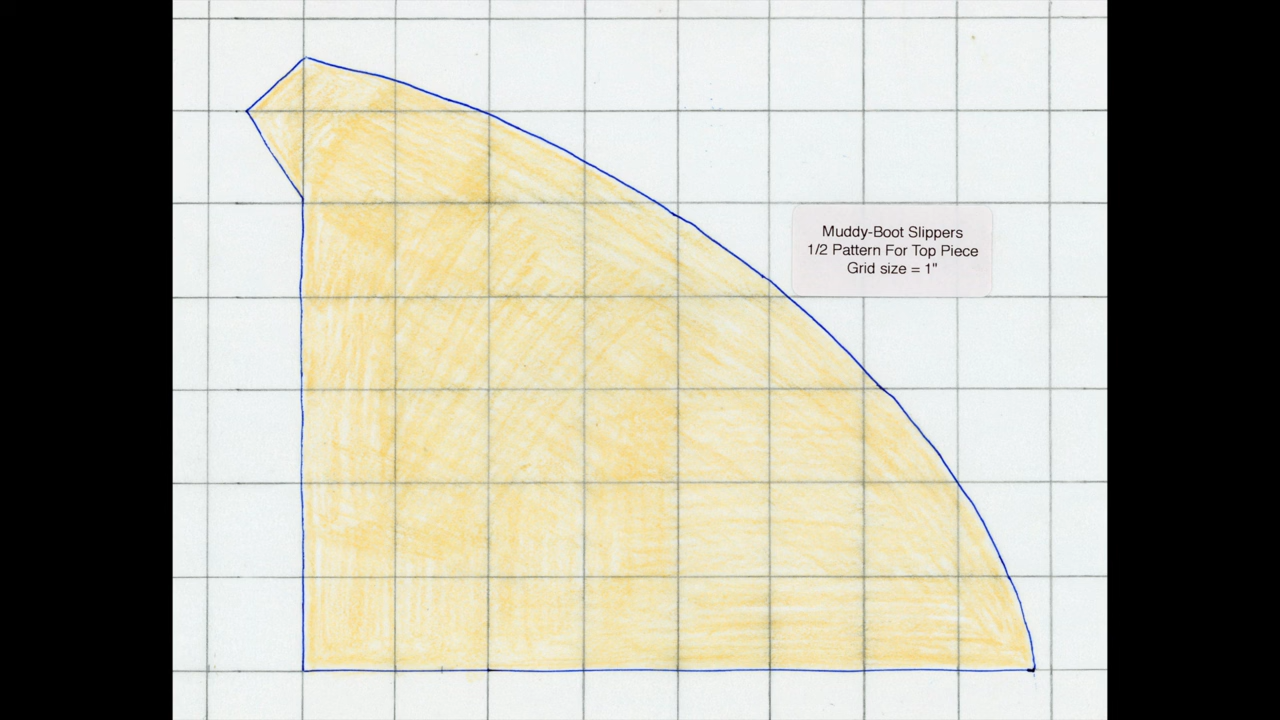 Muddy-Boot Slippers
1/2 Pattern For Top Piece
Grid size = 1"